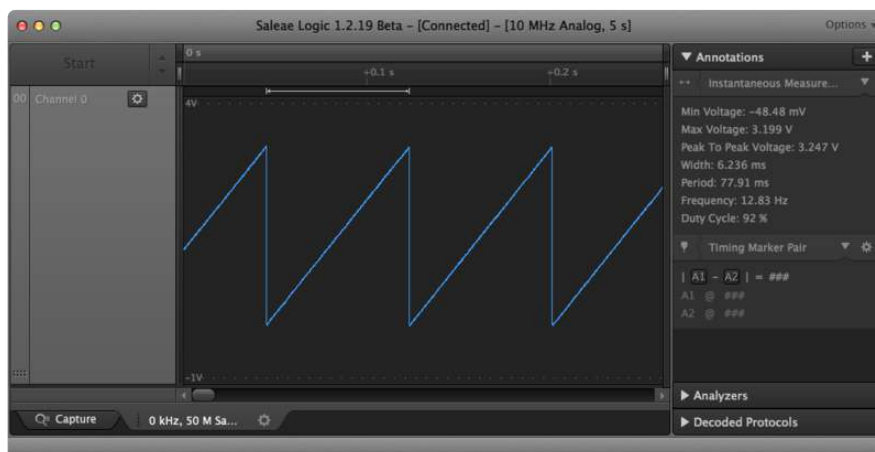 Saleae Logic 1.2.19 Beta - [Connected] - [10 MHz Analog, 5 s]
Options
Start
0 s
+0.1 s
+0.2 s
00 Channel 0
4V
-1V
Annotations
Instantaneous Measure...
Min Voltage: -48.48 mV
Max Voltage: 3.199 V
Peak To Peak Voltage: 3.247 V
Width: 6.236 ms
Period: 77.91 ms
Frequency: 12.83 Hz
Duty Cycle: 92 %
Timing Marker Pair
| A1 - A2 | = ###
A1 @ ###
A2 @ ###
Analyzers
Decoded Protocols
Capture
0 kHz, 50 M Sa...